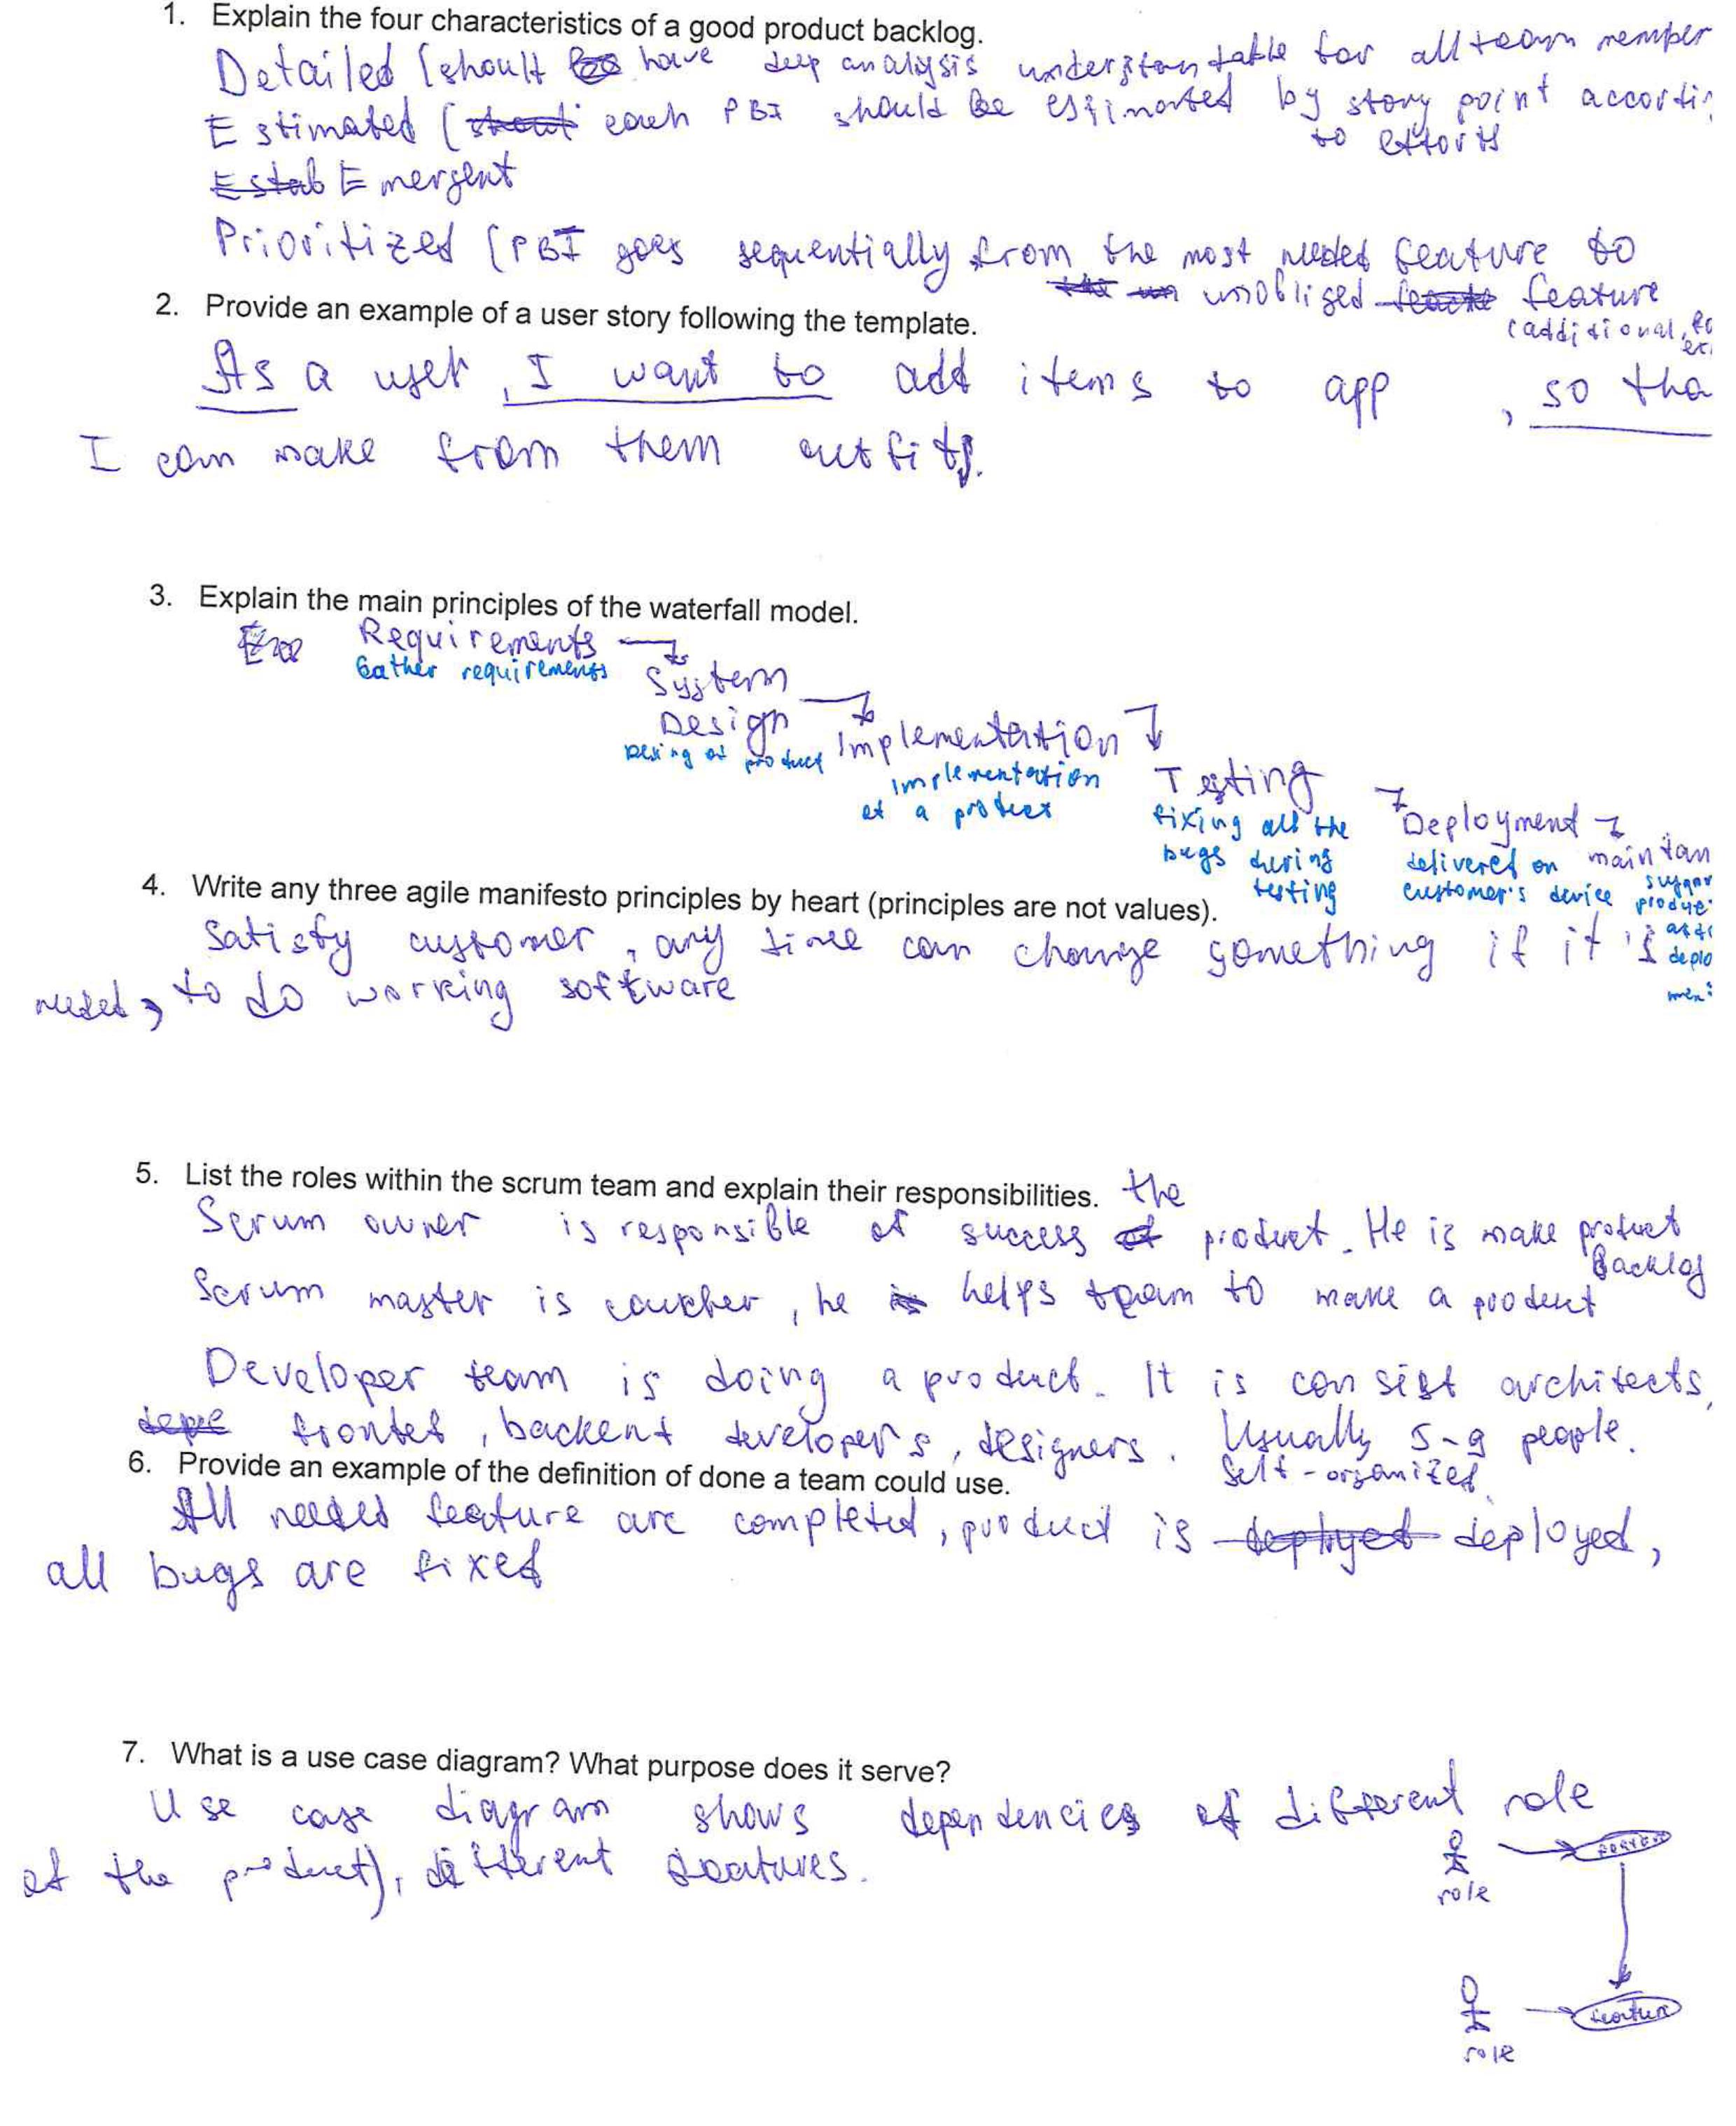 1. Explain the four characteristics of a good product backlog.
Detailed (shoult have deep analysis understantable for all team memper
Estimated ( each PBI should be estimated by story point accordin
to efforts
Emergent
Prioritized (PBI goes sequentially from the most needed feature to
unobliged feature
(additional,
2. Provide an example of a user story following the template.
As a user, I want to add items to app, so tha
I can make from them outfits.
3. Explain the main principles of the waterfall model.
Requirements
Gather requirements
System
Design
Desing of product
Implementation
implementation
of a product
Testing
fixing all the
bugs during
testing
Deployment
delivered on
customer's device
maintan
4. Write any three agile manifesto principles by heart (principles are not values).
Satisfy customer, any time can change something if it's
needed, to do working software
5. List the roles within the scrum team and explain their responsibilities.
Scrum owner is responsible of the success product. He is make product
Backlog
Scrum master is coucher, he helps team to make a product
Developer team is doing a product. It is consist architects,
frontet, backent developers, designers. Usually 5-9 people.
Self-organized
6. Provide an example of the definition of done a team could use.
All needed feature are completed, product is deployed,
all bugs are fixed
7. What is a use case diagram? What purpose does it serve?
Use case diagram shows dependencies of different role
of the product), different features.
role
role